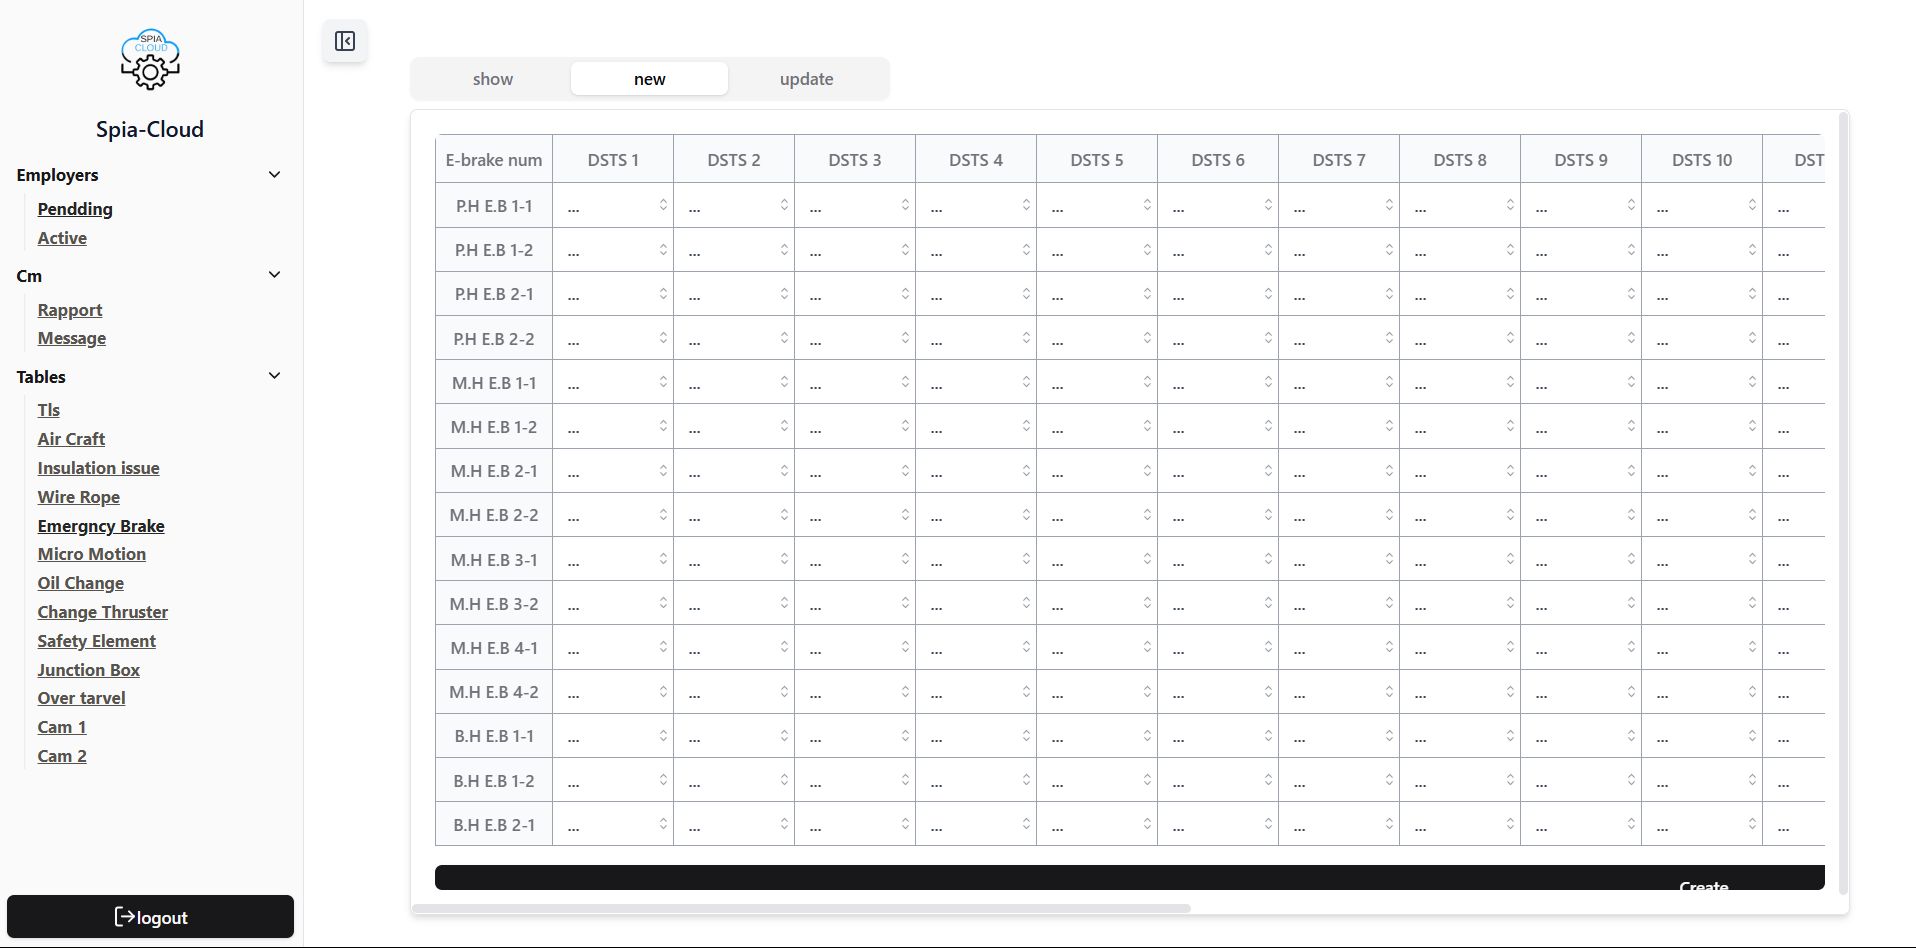 SPIA
CLOUD
Spia-Cloud
Employers
Pendding
Active
Cm
Rapport
Message
Tables
Tls
Air Craft
Insulation issue
Wire Rope
Emergncy Brake
Micro Motion
Oil Change
Change Thruster
Safety Element
Junction Box
Over tarvel
Cam 1
Cam 2
logout
show new update
E-brake num DSTS 1 DSTS 2 DSTS 3 DSTS 4 DSTS 5 DSTS 6 DSTS 7 DSTS 8 DSTS 9 DSTS 10 DST
P.H E.B 1-1 ... ... ... ... ... ... ... ... ... ... ...
P.H E.B 1-2 ... ... ... ... ... ... ... ... ... ... ...
P.H E.B 2-1 ... ... ... ... ... ... ... ... ... ... ...
P.H E.B 2-2 ... ... ... ... ... ... ... ... ... ... ...
M.H E.B 1-1 ... ... ... ... ... ... ... ... ... ... ...
M.H E.B 1-2 ... ... ... ... ... ... ... ... ... ... ...
M.H E.B 2-1 ... ... ... ... ... ... ... ... ... ... ...
M.H E.B 2-2 ... ... ... ... ... ... ... ... ... ... ...
M.H E.B 3-1 ... ... ... ... ... ... ... ... ... ... ...
M.H E.B 3-2 ... ... ... ... ... ... ... ... ... ... ...
M.H E.B 4-1 ... ... ... ... ... ... ... ... ... ... ...
M.H E.B 4-2 ... ... ... ... ... ... ... ... ... ... ...
B.H E.B 1-1 ... ... ... ... ... ... ... ... ... ... ...
B.H E.B 1-2 ... ... ... ... ... ... ... ... ... ... ...
B.H E.B 2-1 ... ... ... ... ... ... ... ... ... ... ...
Create